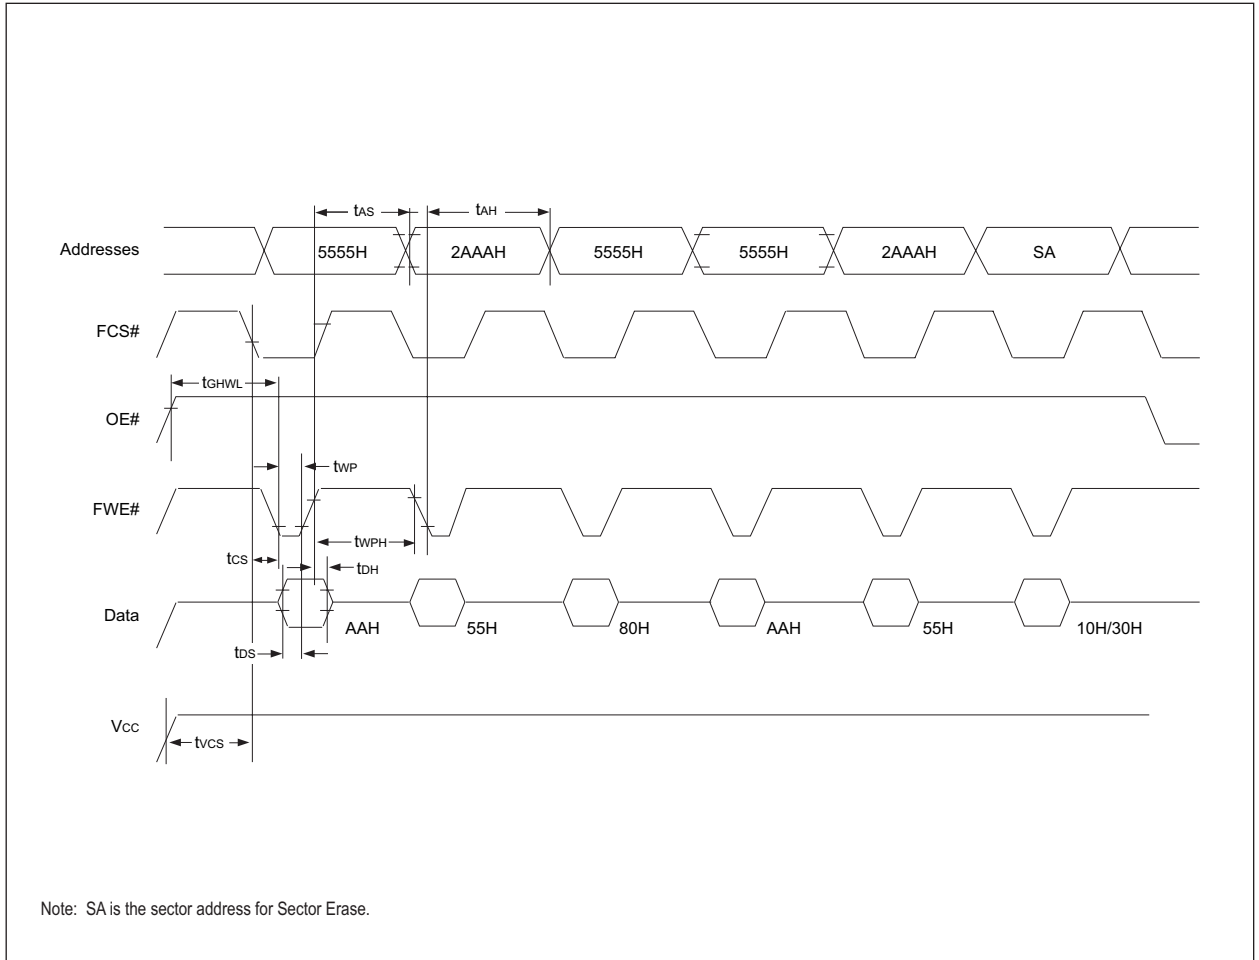 tAS tAH
Addresses 5555H 2AAAH 5555H 5555H 2AAAH SA
FCS#
tGHWL
OE#
tWP
FWE#
tWPH
tCS tDH
Data AAH 55H 80H AAH 55H 10H/30H
tDS
Vcc
tVCS
Note: SA is the sector address for Sector Erase.